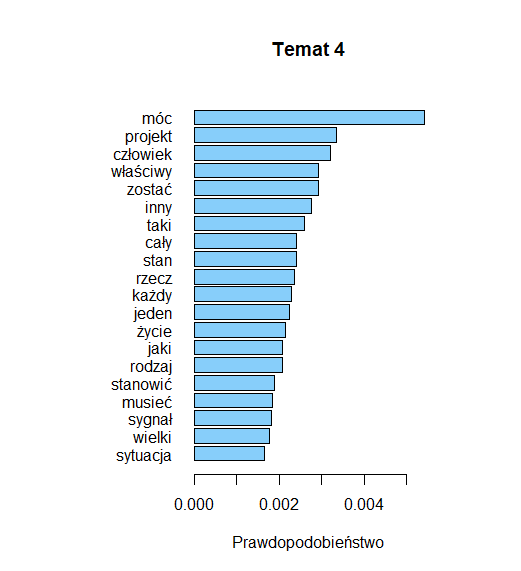 Temat 4
móc
projekt
człowiek
właściwy
zostać
inny
taki
cały
stan
rzecz
każdy
jeden
życie
jaki
rodzaj
stanowić
musieć
sygnał
wielki
sytuacja
0.000 0.002 0.004
Prawdopodobieństwo